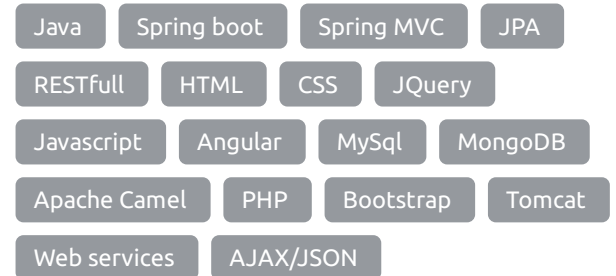 Java Spring boot Spring MVC JPA
RESTfull HTML CSS JQuery
Javascript Angular MySql MongoDB
Apache Camel PHP Bootstrap Tomcat
Web services AJAX/JSON